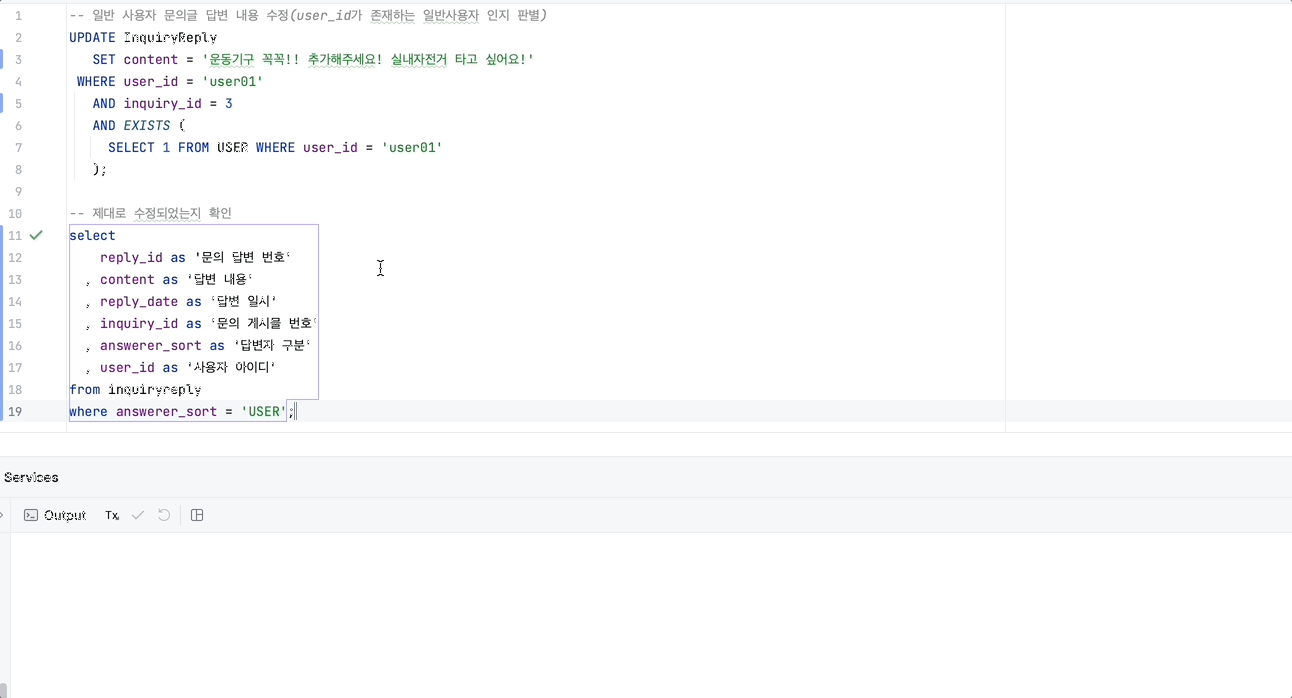 1 -- 일반 사용자 문의글 답변 내용 수정(user_id가 존재하는 일반사용자 인지 판별)
2 UPDATE InquiryReply
3 SET content = '운동기구 꼭꼭!! 추가해주세요! 실내자전거 타고 싶어요!'
4 WHERE user_id = 'user01'
5 AND inquiry_id = 3
6 AND EXISTS (
7 SELECT 1 FROM USER WHERE user_id = 'user01'
8 );
9
10 -- 제대로 수정되었는지 확인
11 select
12 reply_id as '문의 답변 번호'
13 , content as '답변 내용'
14 , reply_date as '답변 일시'
15 , inquiry_id as '문의 게시물 번호'
16 , answerer_sort as '답변자 구분'
17 , user_id as '사용자 아이디'
18 from inquiryreply
19 where answerer_sort = 'USER';
Services
Output Tx